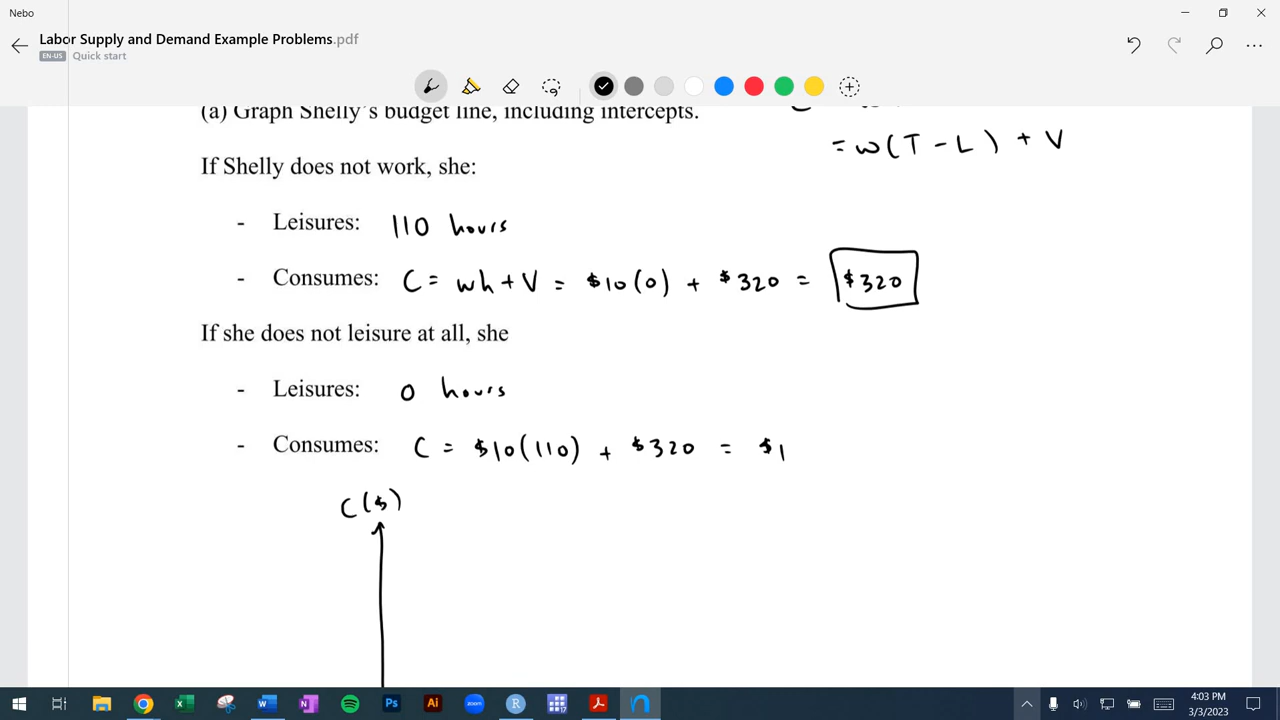 Nebo
Labor Supply and Demand Example Problems.pdf
EN-US Quick start
(a) Graph Shelly's budget line, including intercepts.
= w(T - L) + V
If Shelly does not work, she:
- Leisures: 110 hours
- Consumes: C = wh + V = $10(0) + $320 = $320
If she does not leisure at all, she
- Leisures: 0 hours
- Consumes: C = $10(110) + $320 = $1
C($)
4:03 PM
3/3/2023